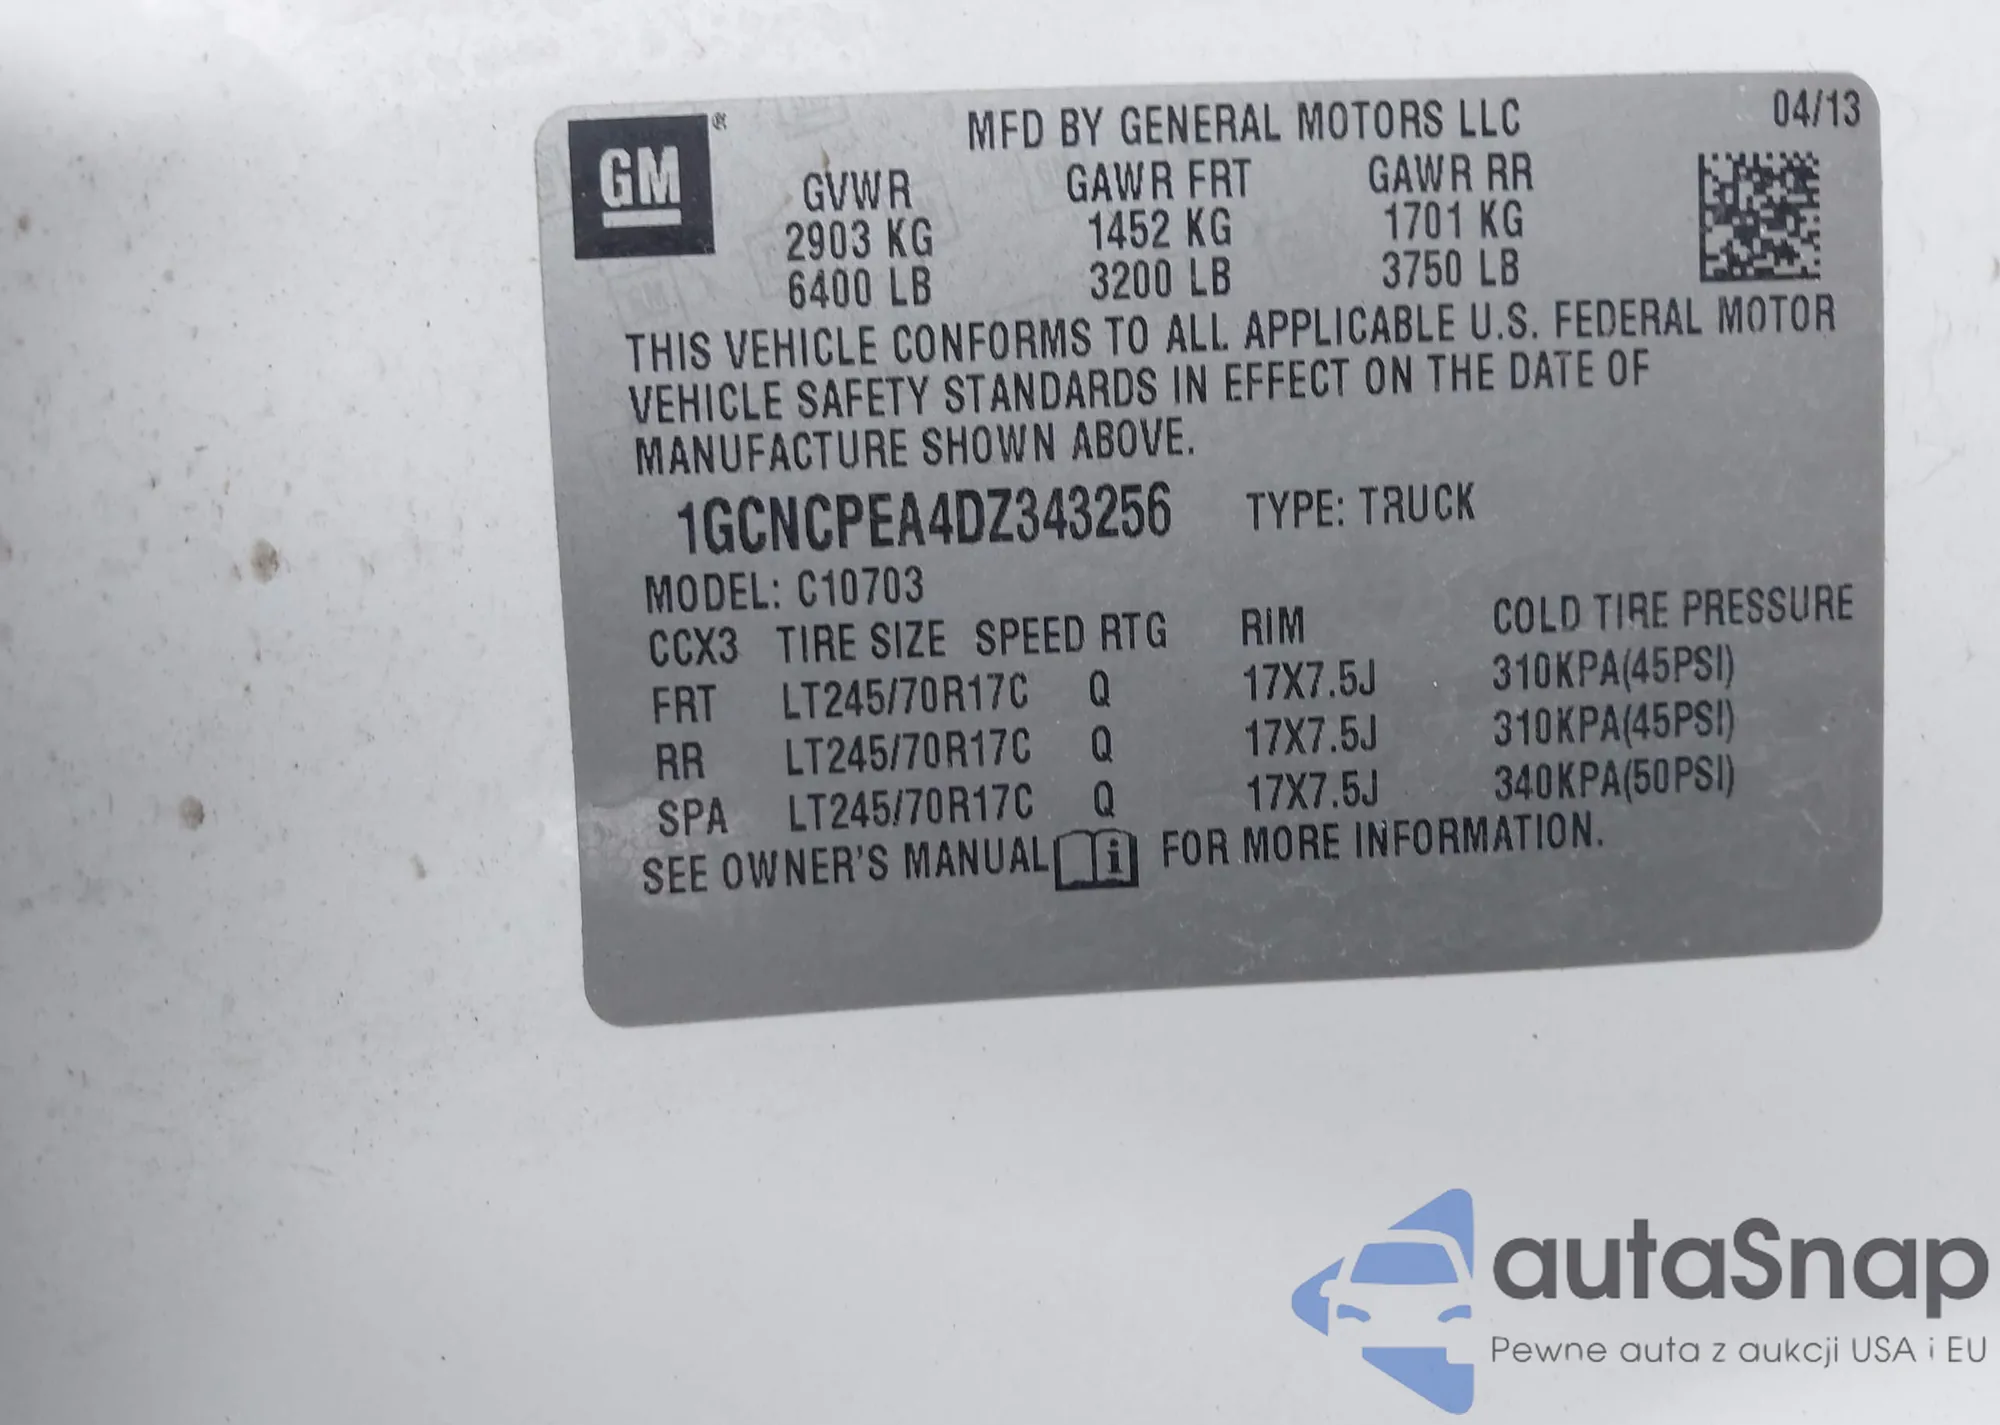 GM®
MFD BY GENERAL MOTORS LLC 04/13
GVWR GAWR FRT GAWR RR
2903 KG 1452 KG 1701 KG
6400 LB 3200 LB 3750 LB
THIS VEHICLE CONFORMS TO ALL APPLICABLE U.S. FEDERAL MOTOR
VEHICLE SAFETY STANDARDS IN EFFECT ON THE DATE OF
MANUFACTURE SHOWN ABOVE.
1GCNCPEA4DZ343256 TYPE: TRUCK
MODEL: C10703
CCX3 TIRE SIZE SPEED RTG RIM COLD TIRE PRESSURE
FRT LT245/70R17C Q 17X7.5J 310KPA(45PSI)
RR LT245/70R17C Q 17X7.5J 310KPA(45PSI)
SPA LT245/70R17C Q 17X7.5J 340KPA(50PSI)
SEE OWNER'S MANUAL i FOR MORE INFORMATION.
autaSnap
Pewne auta z aukcji USA i EU